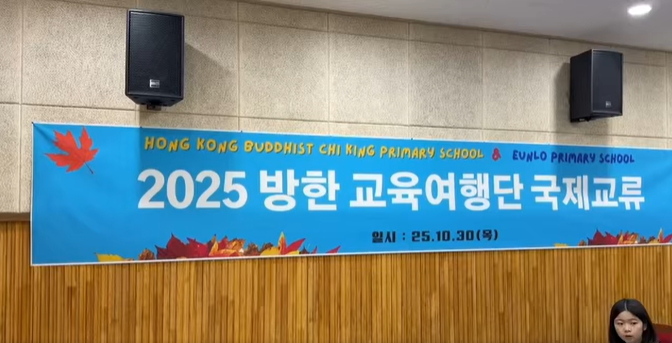 HONG KONG BUDDHIST CHI KING PRIMARY SCHOOL & EUNLO PRIMARY SCHOOL
2025 방한 교육여행단 국제교류
일시 : 25.10.30(목)